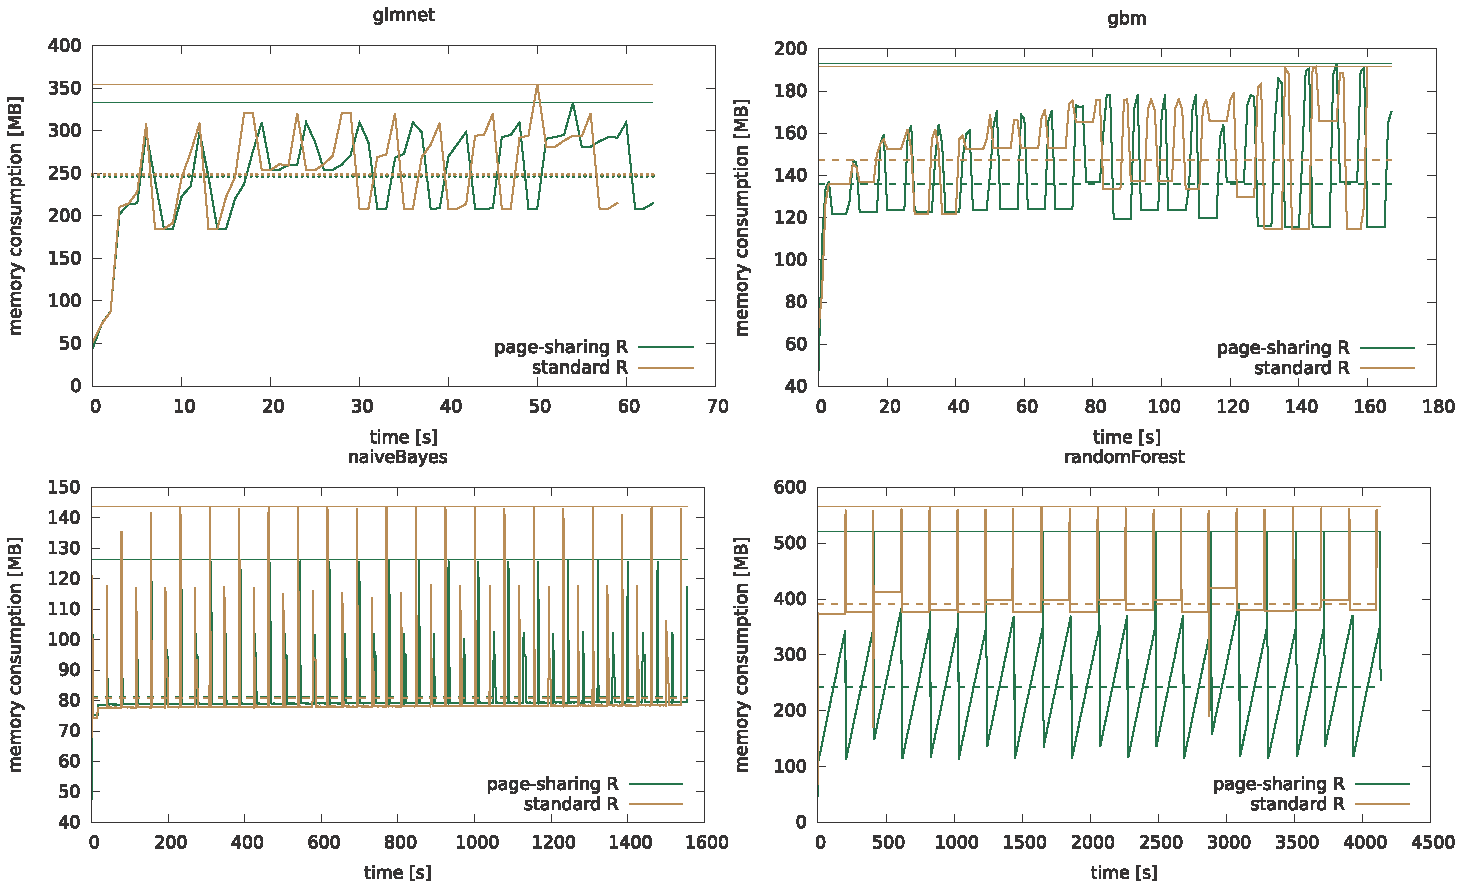 glmnet
400
350
300
250
200
150
100
50
0
memory consumption [MB]
page-sharing R
standard R
0 10 20 30 40 50 60 70
time [s]
gbm
200
180
160
140
120
100
80
60
40
memory consumption [MB]
page-sharing R
standard R
0 20 40 60 80 100 120 140 160 180
time [s]
naiveBayes
150
140
130
120
110
100
90
80
70
60
50
40
memory consumption [MB]
page-sharing R
standard R
0 200 400 600 800 1000 1200 1400 1600
time [s]
randomForest
600
500
400
300
200
100
0
memory consumption [MB]
page-sharing R
standard R
0 500 1000 1500 2000 2500 3000 3500 4000 4500
time [s]